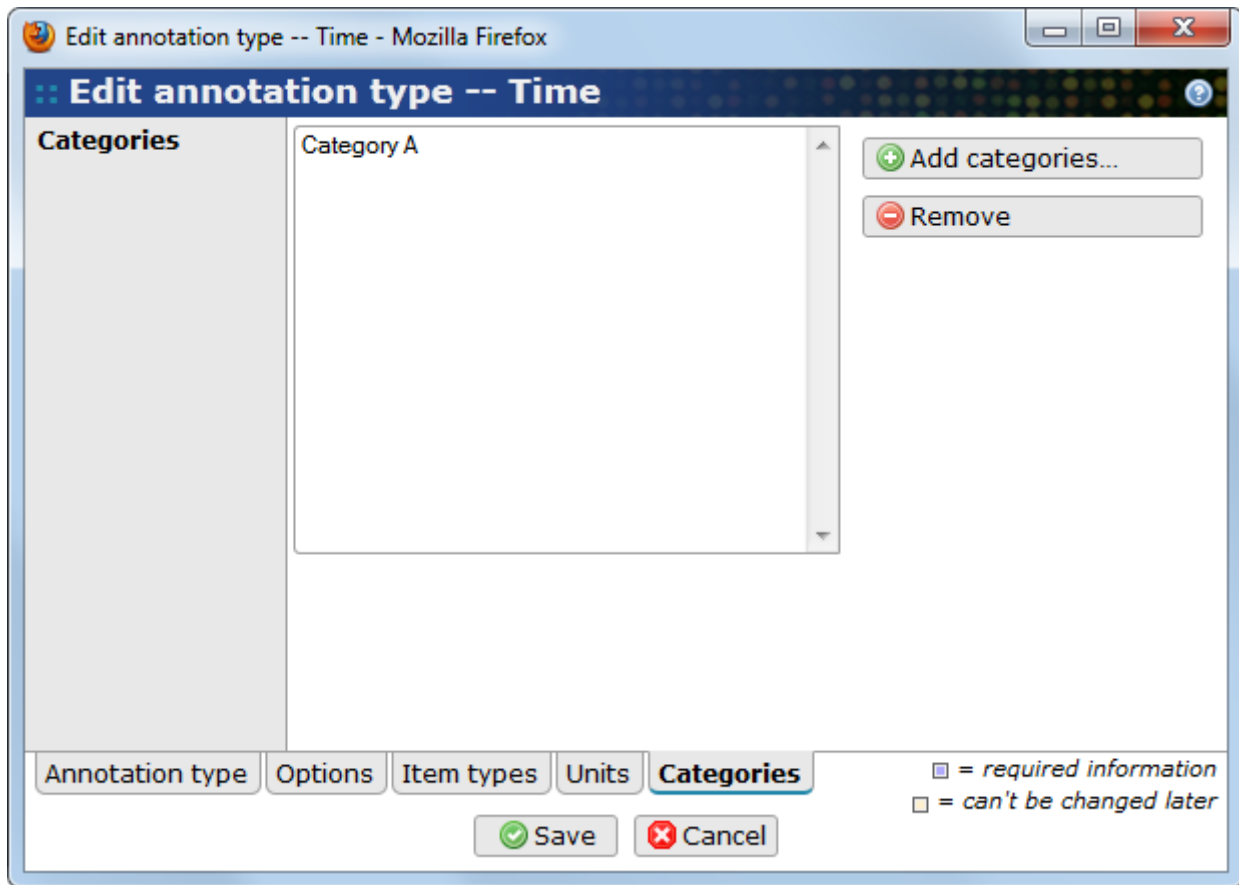 Edit annotation type -- Time - Mozilla Firefox
:: Edit annotation type -- Time
Categories
Category A
Add categories...
Remove
Annotation type Options Item types Units Categories
= required information
= can't be changed later
Save Cancel